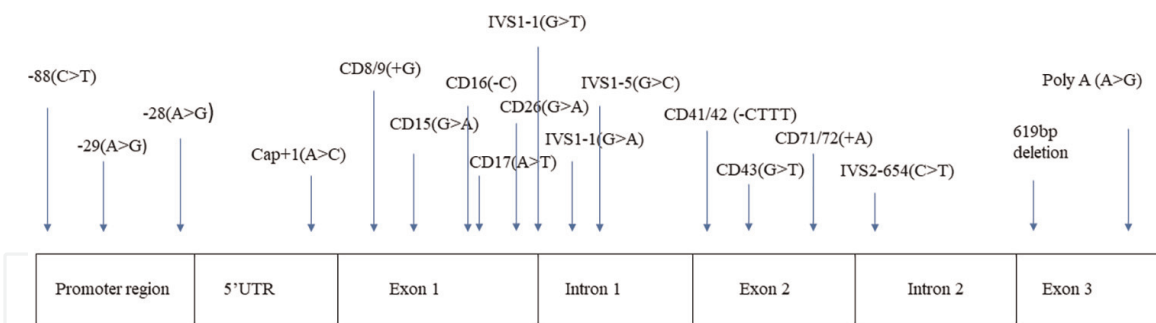 IVS1-1(G>T)
-88(C>T)
CD8/9(+G)
CD16(-C)
IVS1-5(G>C)
Poly A (A>G)
-28(A>G)
CD26(G>A)
CD41/42 (-CTTT)
CD15(G>A)
619bp
deletion
-29(A>G)
Cap+1(A>C)
IVS1-1(G>A)
CD71/72(+A)
CD17(A>T)
CD43(G>T)
IVS2-654(C>T)
Promoter region
5’UTR
Exon 1
Intron 1
Exon 2
Intron 2
Exon 3